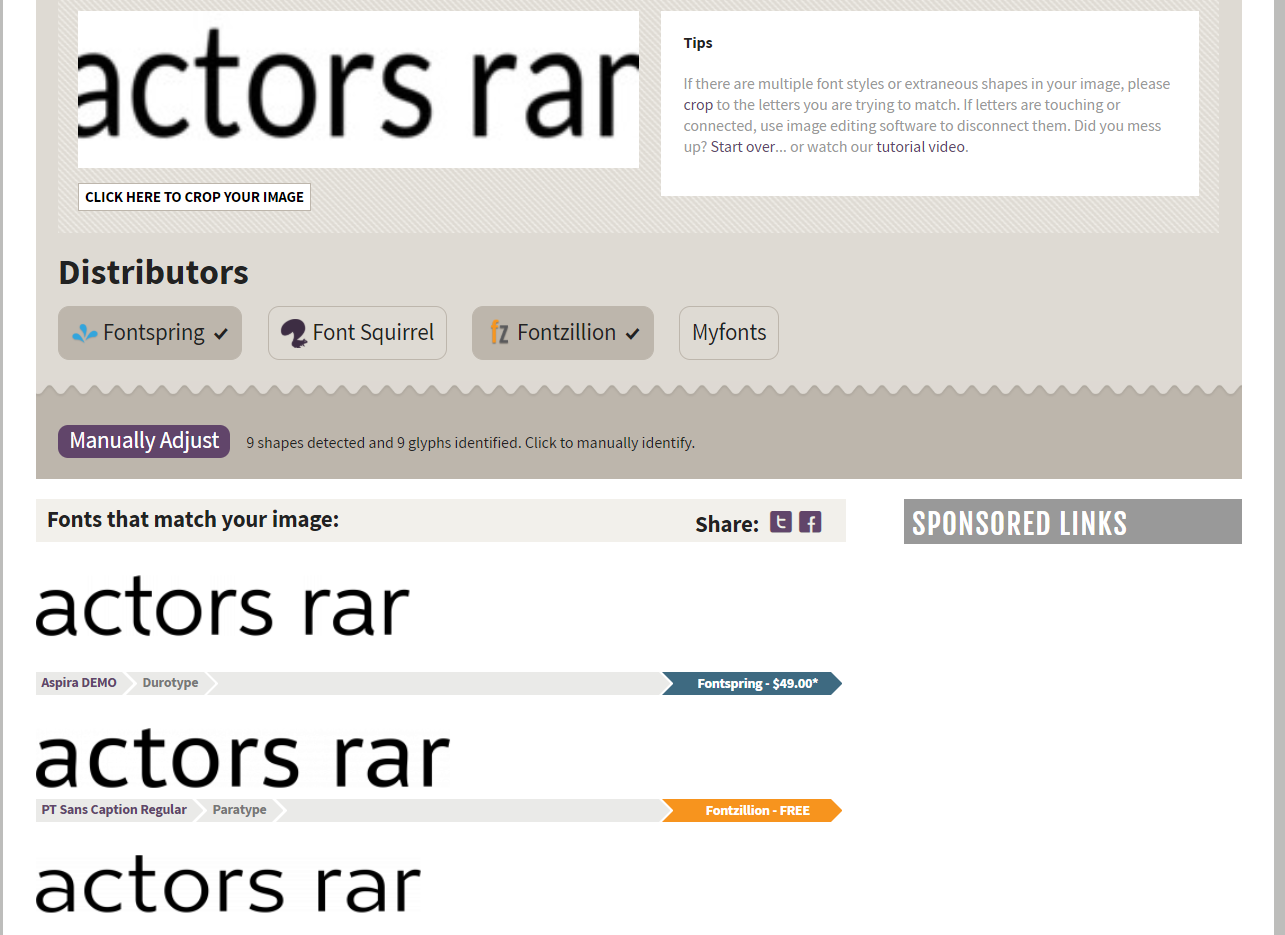 actors rar
Tips
If there are multiple font styles or extraneous shapes in your image, please
crop to the letters you are trying to match. If letters are touching or
connected, use image editing software to disconnect them. Did you mess
up? Start over... or watch our tutorial video.
CLICK HERE TO CROP YOUR IMAGE
Distributors
Fontspring
Font Squirrel
fz Fontzillion
Myfonts
Manually Adjust
9 shapes detected and 9 glyphs identified. Click to manually identify.
Fonts that match your image:
Share:
SPONSORED LINKS
actors rar
Aspira DEMO
Durotype
Fontspring - $49.00*
actors rar
PT Sans Caption Regular
Paratype
Fontzillion - FREE
actors rar